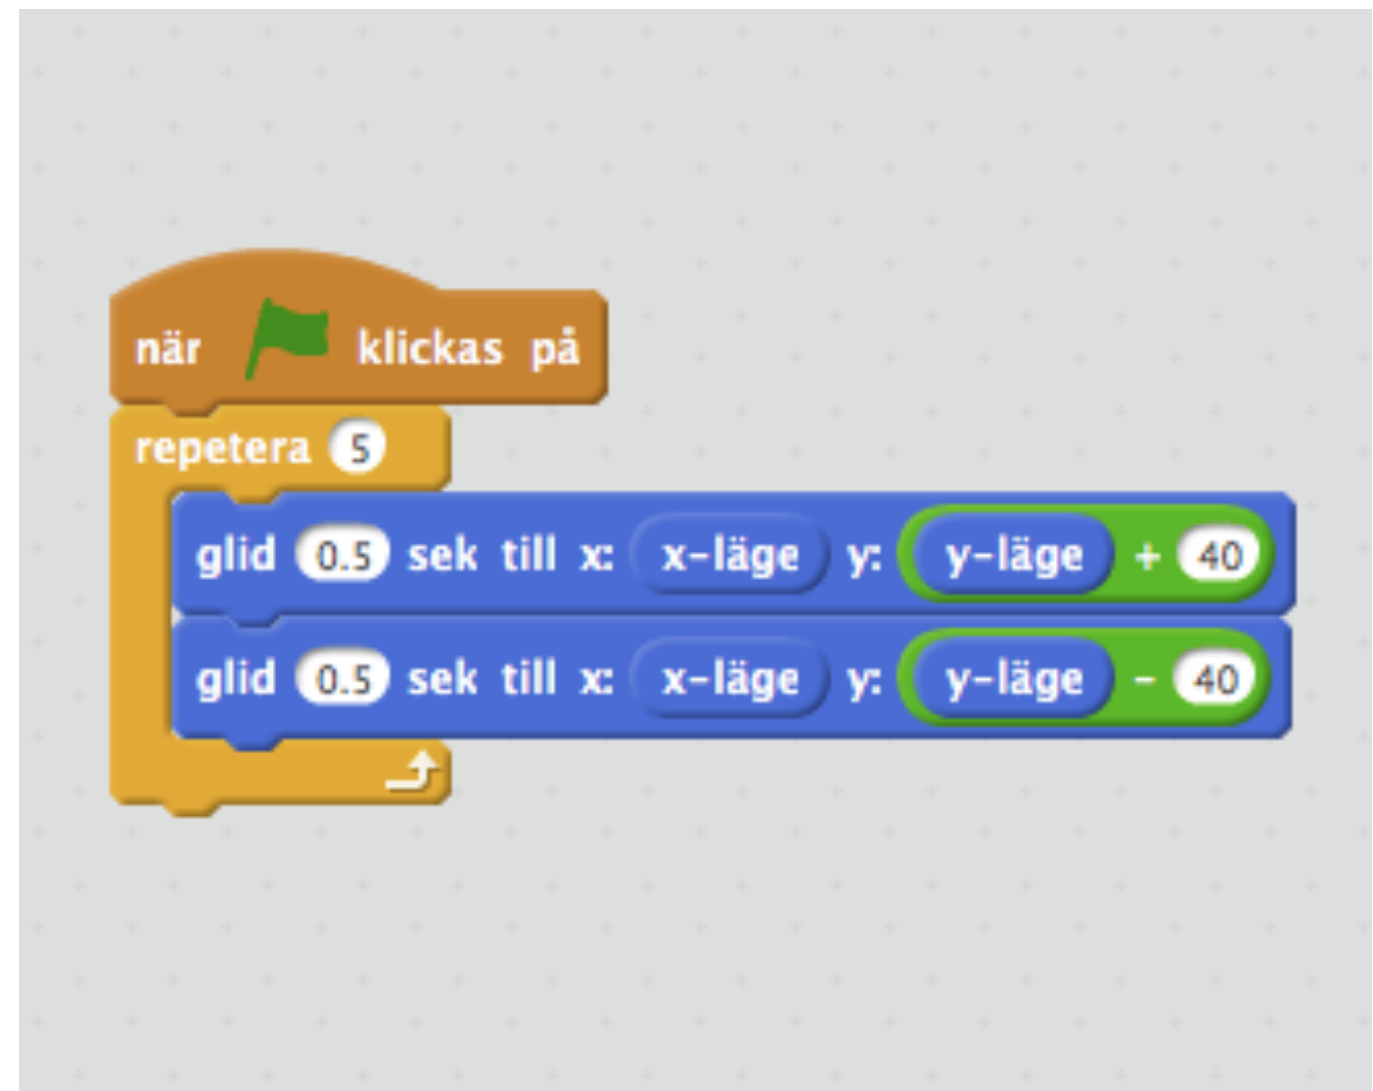 när klickas på
repetera 5
glid 0.5 sek till x: x-läge y: y-läge + 40
glid 0.5 sek till x: x-läge y: y-läge - 40